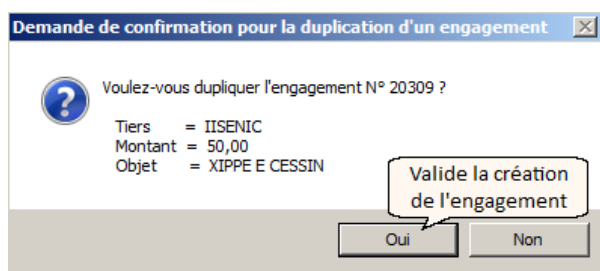 Demande de confirmation pour la duplication d'un engagement
Voulez-vous dupliquer l'engagement N° 20309 ?
Tiers = IISENIC
Montant = 50,00
Objet = XIPPE E CESSIN
Valide la création
de l'engagement
Oui Non